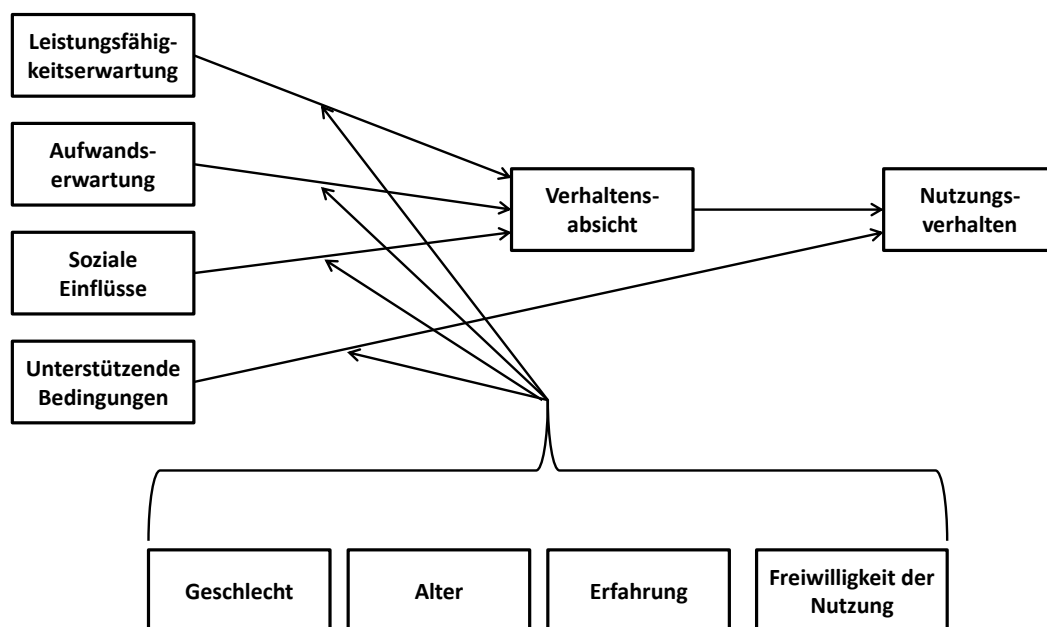 Leistungsfähig-
keitserwartung
Aufwands-
erwartung
Soziale
Einflüsse
Unterstützende
Bedingungen
Verhaltens-
absicht
Nutzungs-
verhalten
Geschlecht
Alter
Erfahrung
Freiwilligkeit der
Nutzung